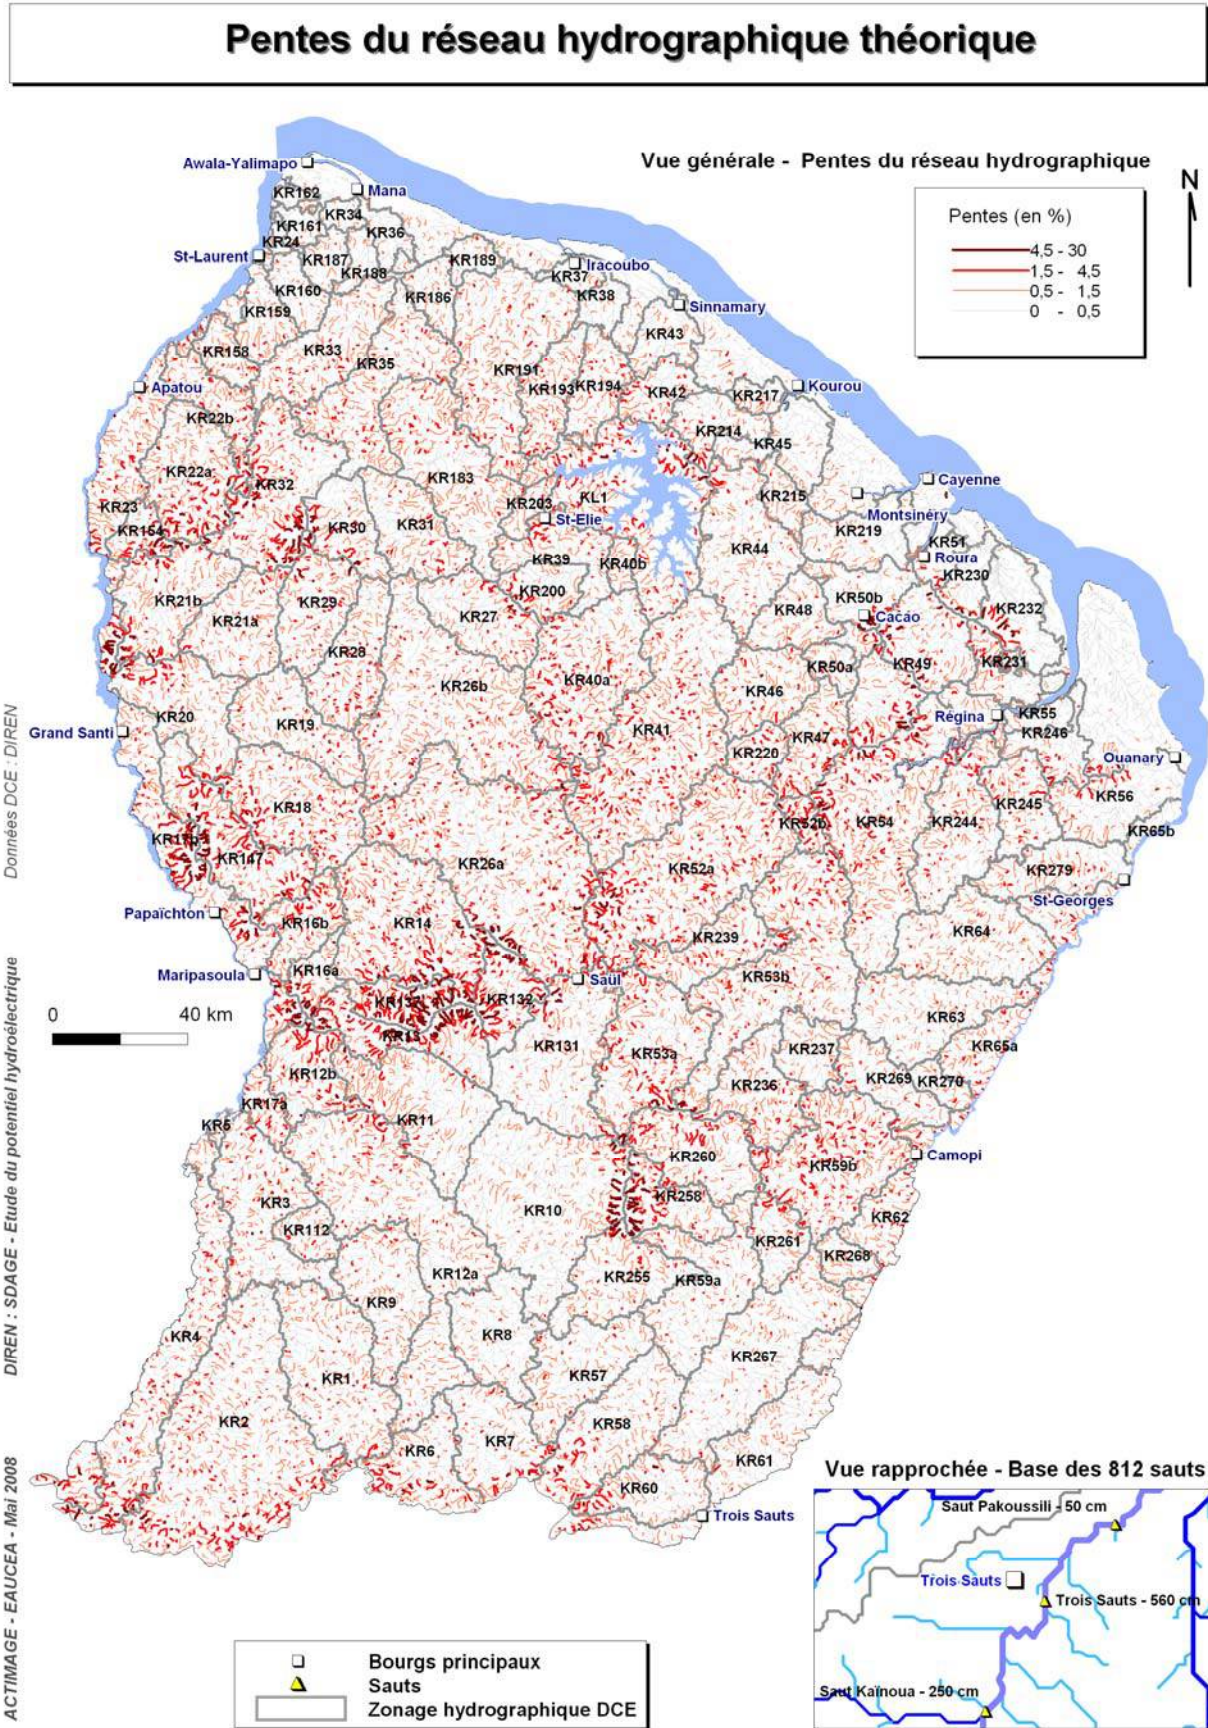 Pentes du réseau hydrographique théorique
Vue générale - Pentes du réseau hydrographique
N
Pentes (en %)
4,5 - 30
1,5 - 4,5
0,5 - 1,5
0 - 0,5
Awala-Yalimapo
Mana
KR162
KR34
KR161
KR36
KR24
St-Laurent
KR187
KR188
KR189
Iracoubo
KR37
KR38
KR160
KR186
KR159
Sinnamary
KR43
KR158
KR33
KR35
KR191
KR193
KR194
KR42
KR217
Kourou
Apatou
KR22b
KR214
KR45
KR22a
KR32
KR183
KR203
KL1
KR215
Cayenne
Montsinéry
KR23
KR154
KR30
KR31
St-Elie
KR219
KR51
Roura
KR39
KR40b
KR44
KR230
KR21b
KR21a
KR29
KR27
KR200
KR48
KR50b
Cacao
KR232
KR28
KR26b
KR40a
KR50a
KR49
KR231
KR46
KR20
KR19
KR41
KR47
Régina
KR55
KR246
Grand Santi
KR220
Ouanary
KR18
KR56
KR245
KR17b
KR147
KR52b
KR54
KR244
KR65b
KR26a
KR52a
KR279
St-Georges
Papaïchton
KR16b
KR14
KR239
KR64
Maripasoula
KR16a
Saül
KR53b
KR132
KR13
KR131
KR63
KR65a
0
40 km
KR12b
KR53a
KR237
KR236
KR269
KR270
KR17a
KR11
KR5
KR260
KR59b
Camopi
KR3
KR10
KR258
KR62
KR112
KR261
KR268
KR12a
KR255
KR59a
KR9
KR4
KR8
KR267
KR1
KR57
KR2
KR58
KR6
KR7
KR61
KR60
Trois Sauts
Données DCE : DIREN
DIREN : SDAGE - Etude du potentiel hydroélectrique
ACTIMAGE - EAUCEA - Mai 2008
Vue rapprochée - Base des 812 sauts
Saut Pakoussili - 50 cm
Trois Sauts
Trois Sauts - 560 cm
Saut Kaïnoua - 250 cm
Bourgs principaux
Sauts
Zonage hydrographique DCE